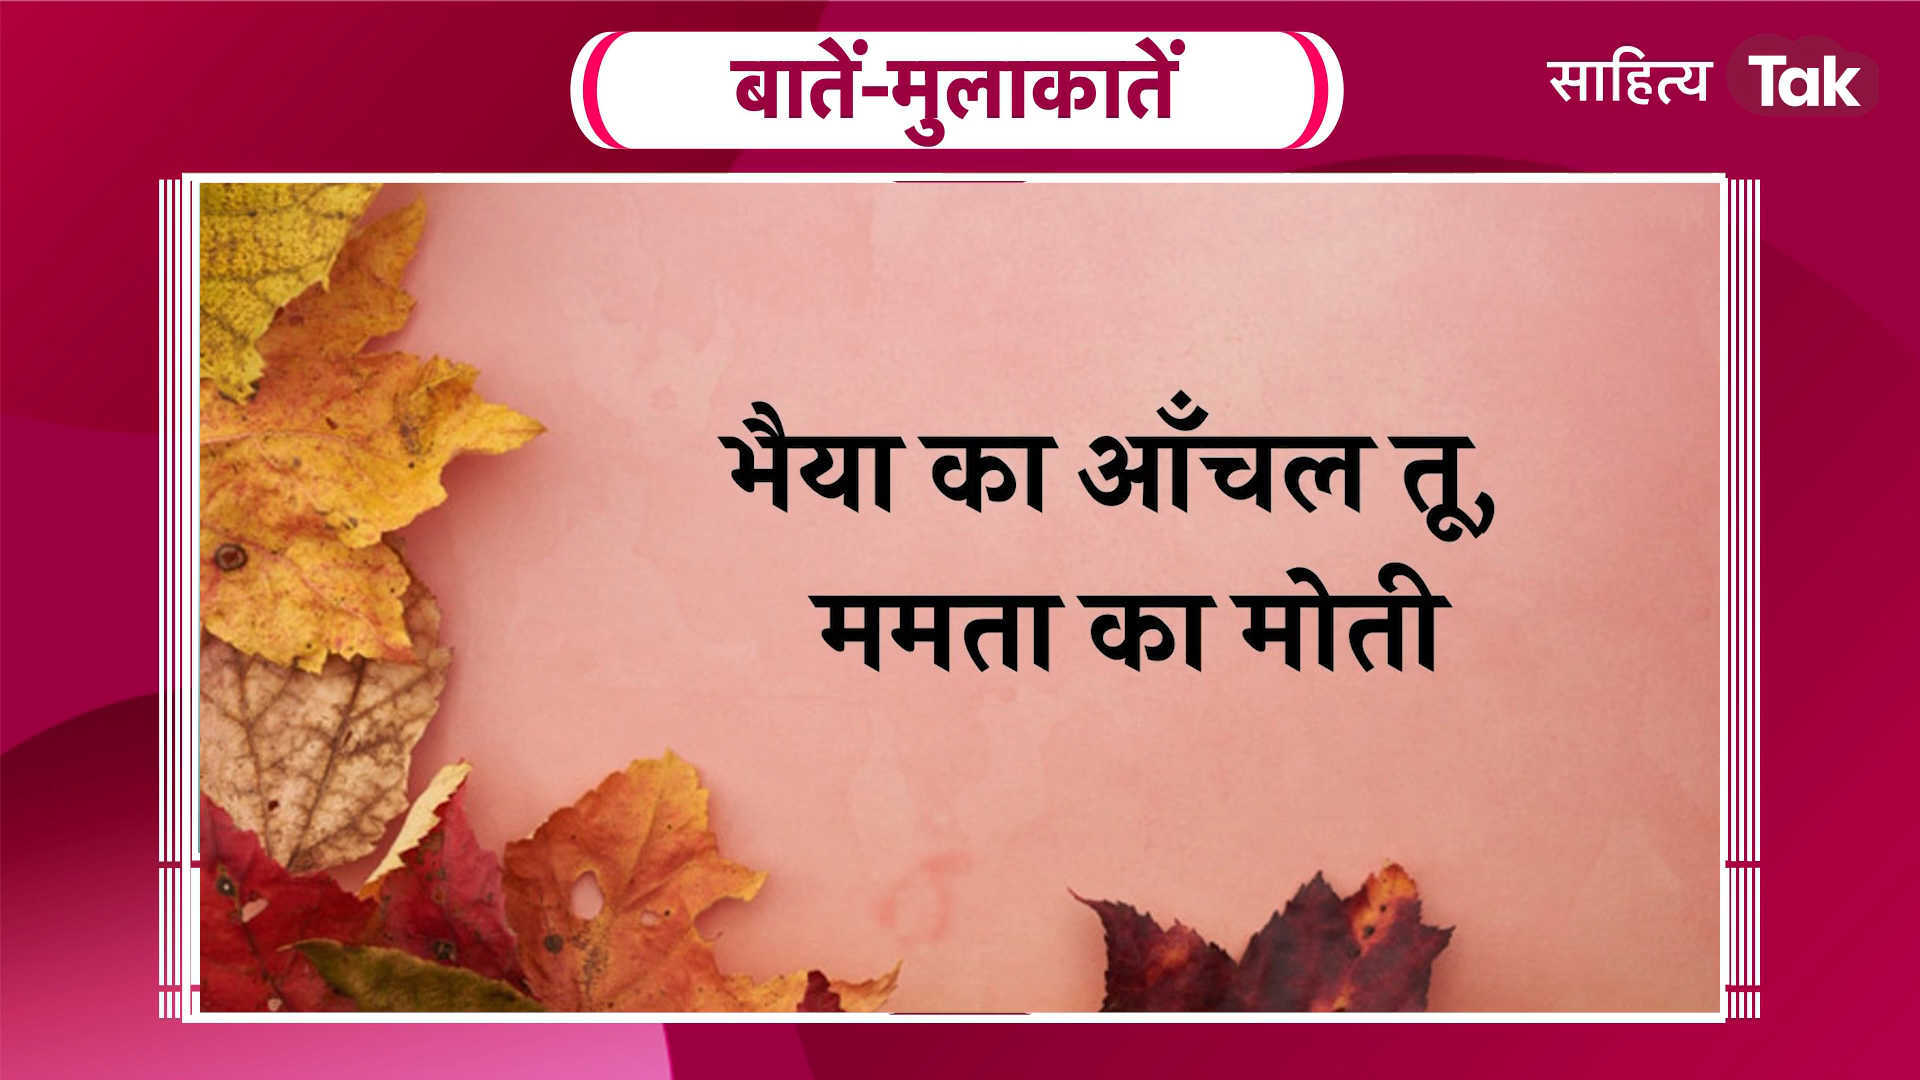 बातें-मुलाकातें
साहित्य Tak
भैया का आँचल तू,
ममता का मोती